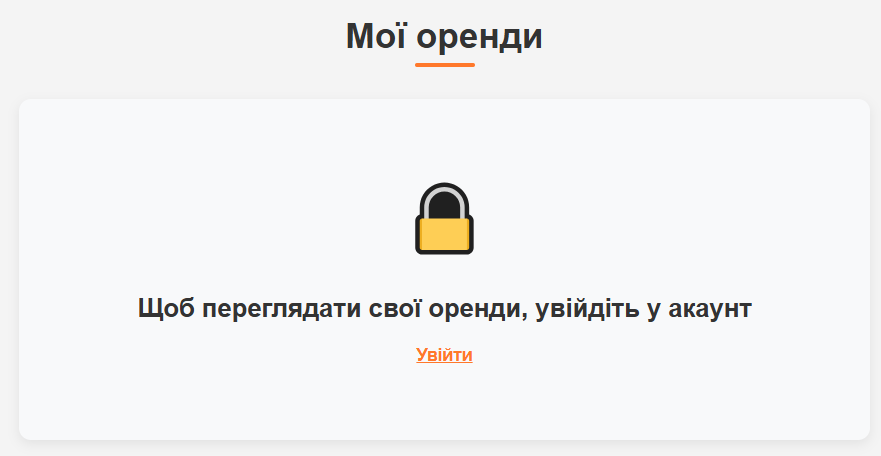 Мої оренди
Щоб переглядати свої оренди, увійдіть у акаунт
Увійти